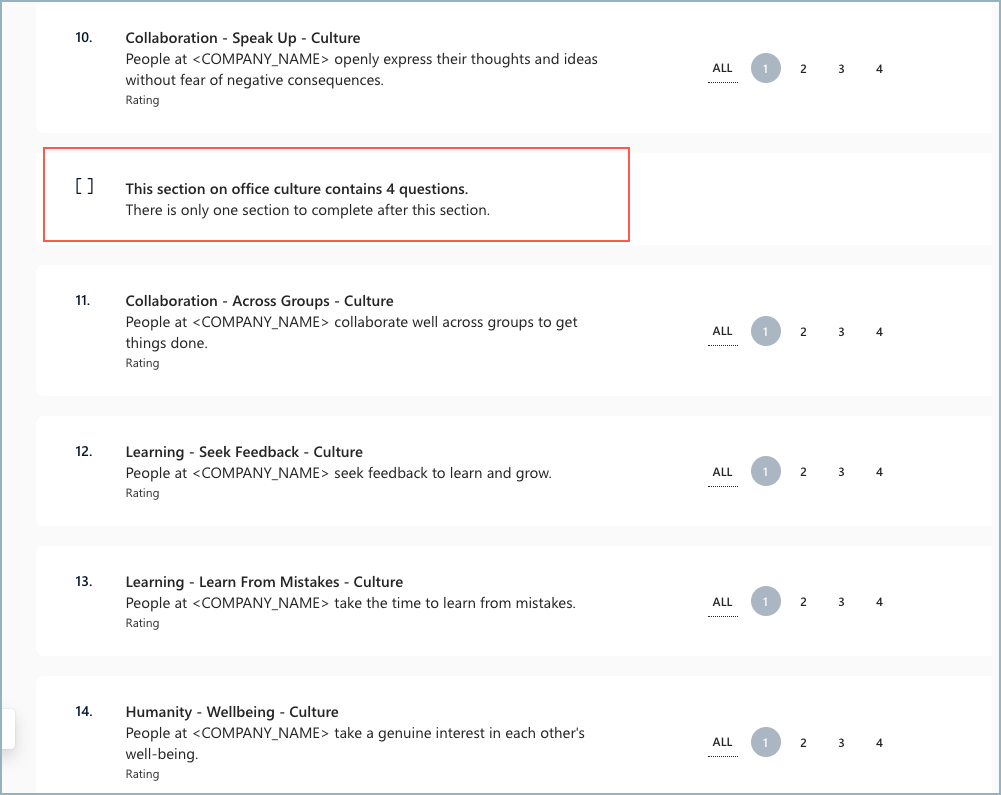 10.
Collaboration - Speak Up - Culture
People at <COMPANY_NAME> openly express their thoughts and ideas
without fear of negative consequences.
Rating
ALL 1 2 3 4
[ ]
This section on office culture contains 4 questions.
There is only one section to complete after this section.
11.
Collaboration - Across Groups - Culture
People at <COMPANY_NAME> collaborate well across groups to get
things done.
Rating
ALL 1 2 3 4
12.
Learning - Seek Feedback - Culture
People at <COMPANY_NAME> seek feedback to learn and grow.
Rating
ALL 1 2 3 4
13.
Learning - Learn From Mistakes - Culture
People at <COMPANY_NAME> take the time to learn from mistakes.
Rating
ALL 1 2 3 4
14.
Humanity - Wellbeing - Culture
People at <COMPANY_NAME> take a genuine interest in each other's
well-being.
Rating
ALL 1 2 3 4